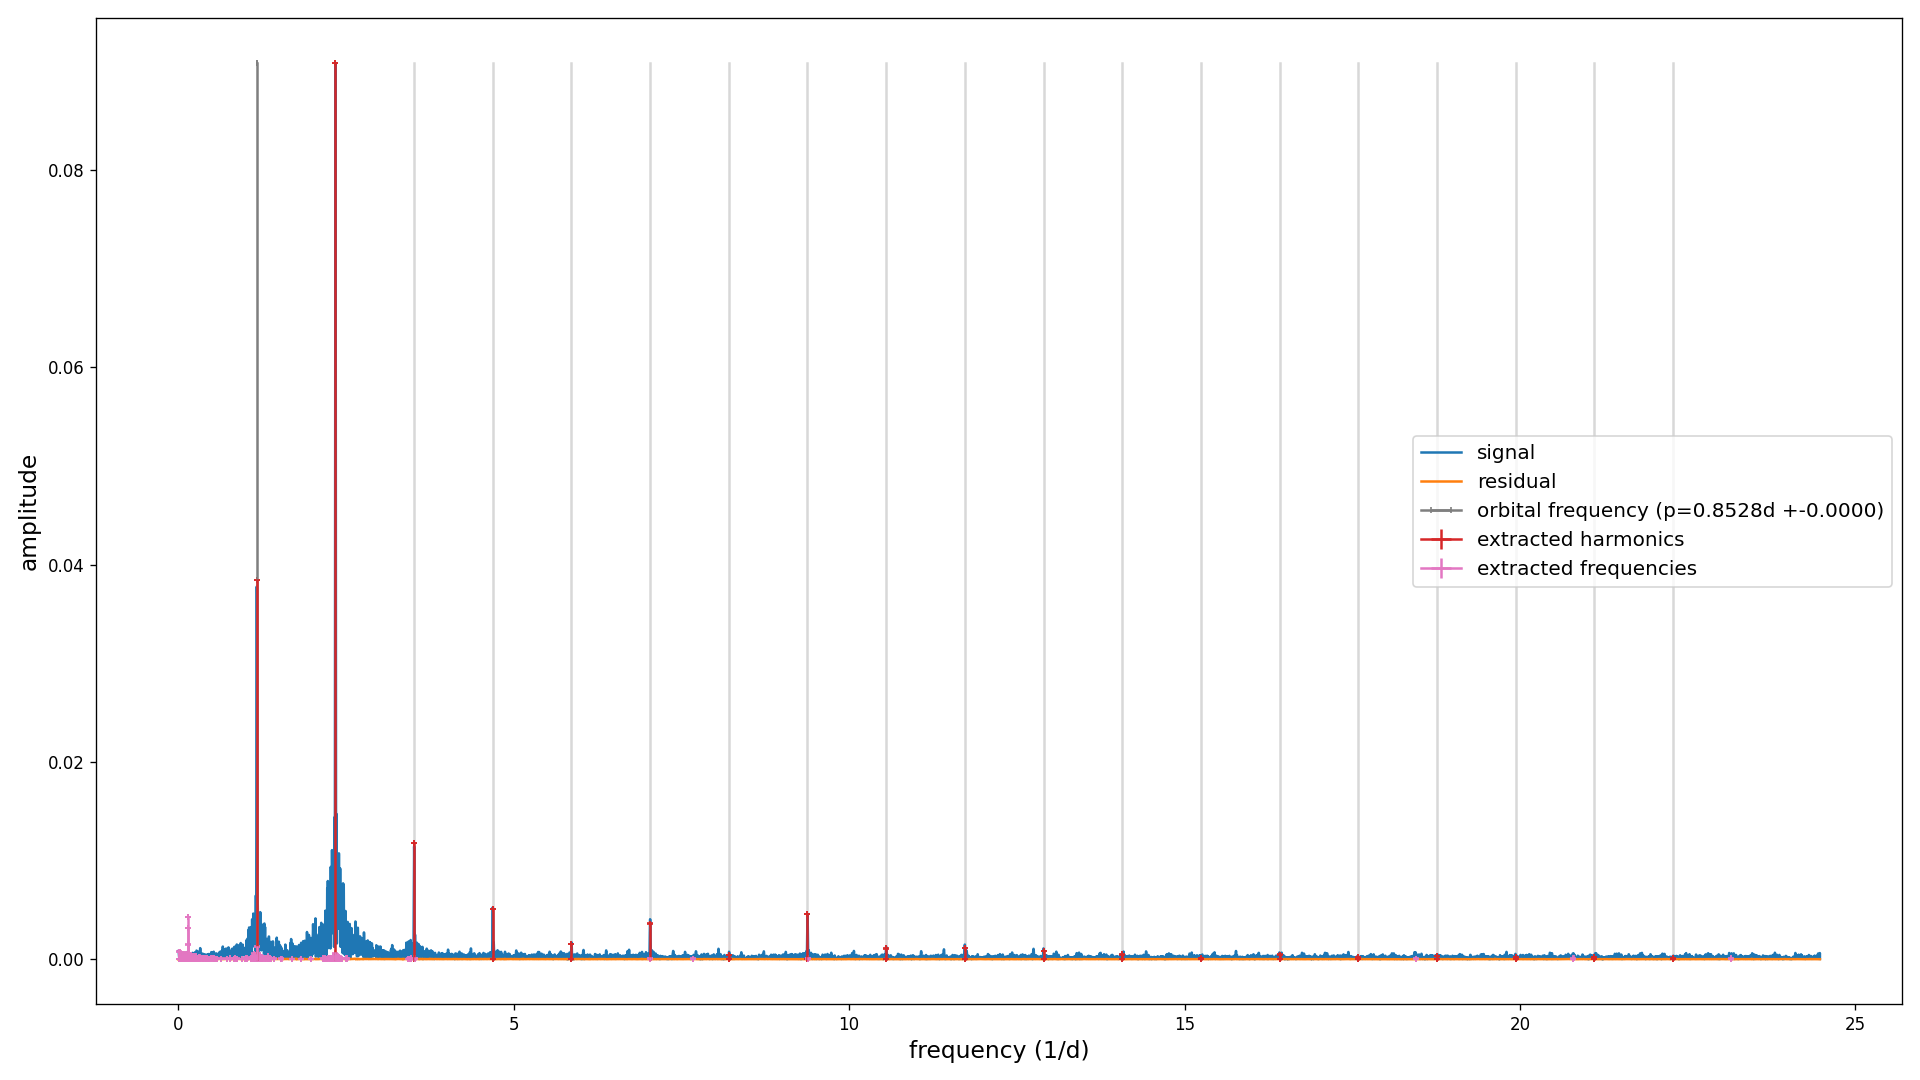 amplitude
0.08
0.06
0.04
0.02
0.00
signal
residual
orbital frequency (p=0.8528d +-0.0000)
extracted harmonics
extracted frequencies
0 5 10 15 20 25
frequency (1/d)